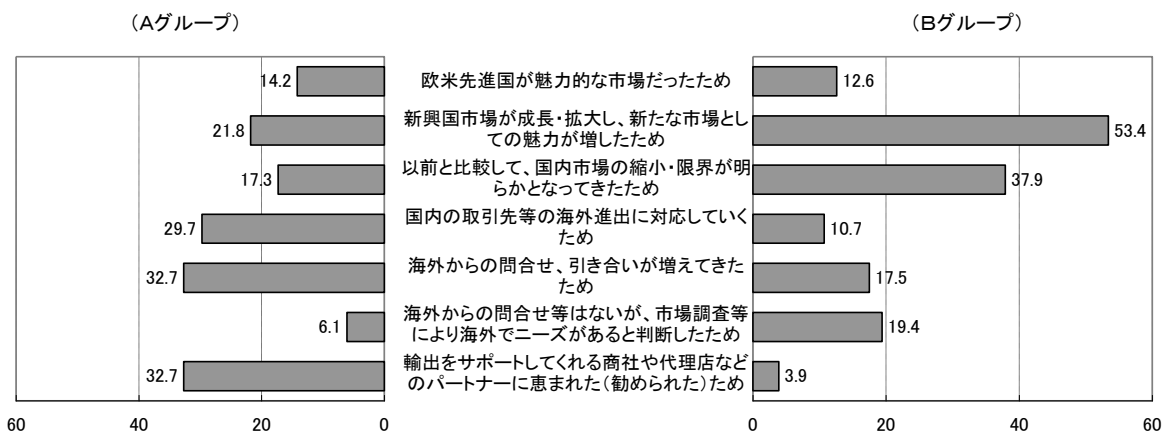 （Aグループ）
（Bグループ）
14.2
欧米先進国が魅力的な市場だったため
12.6
21.8
新興国市場が成長・拡大し、新たな市場とし
ての魅力が増したため
53.4
17.3
以前と比較して、国内市場の縮小・限界が明
らかとなってきたため
37.9
29.7
国内の取引先等の海外進出に対応していく
ため
10.7
32.7
海外からの問合せ、引き合いが増えてきた
ため
17.5
6.1
海外からの問合せ等はないが、市場調査等
により海外でニーズがあると判断したため
19.4
32.7
輸出をサポートしてくれる商社や代理店など
のパートナーに恵まれた（勧められた）ため
3.9
60 40 20 0
0 20 40 60